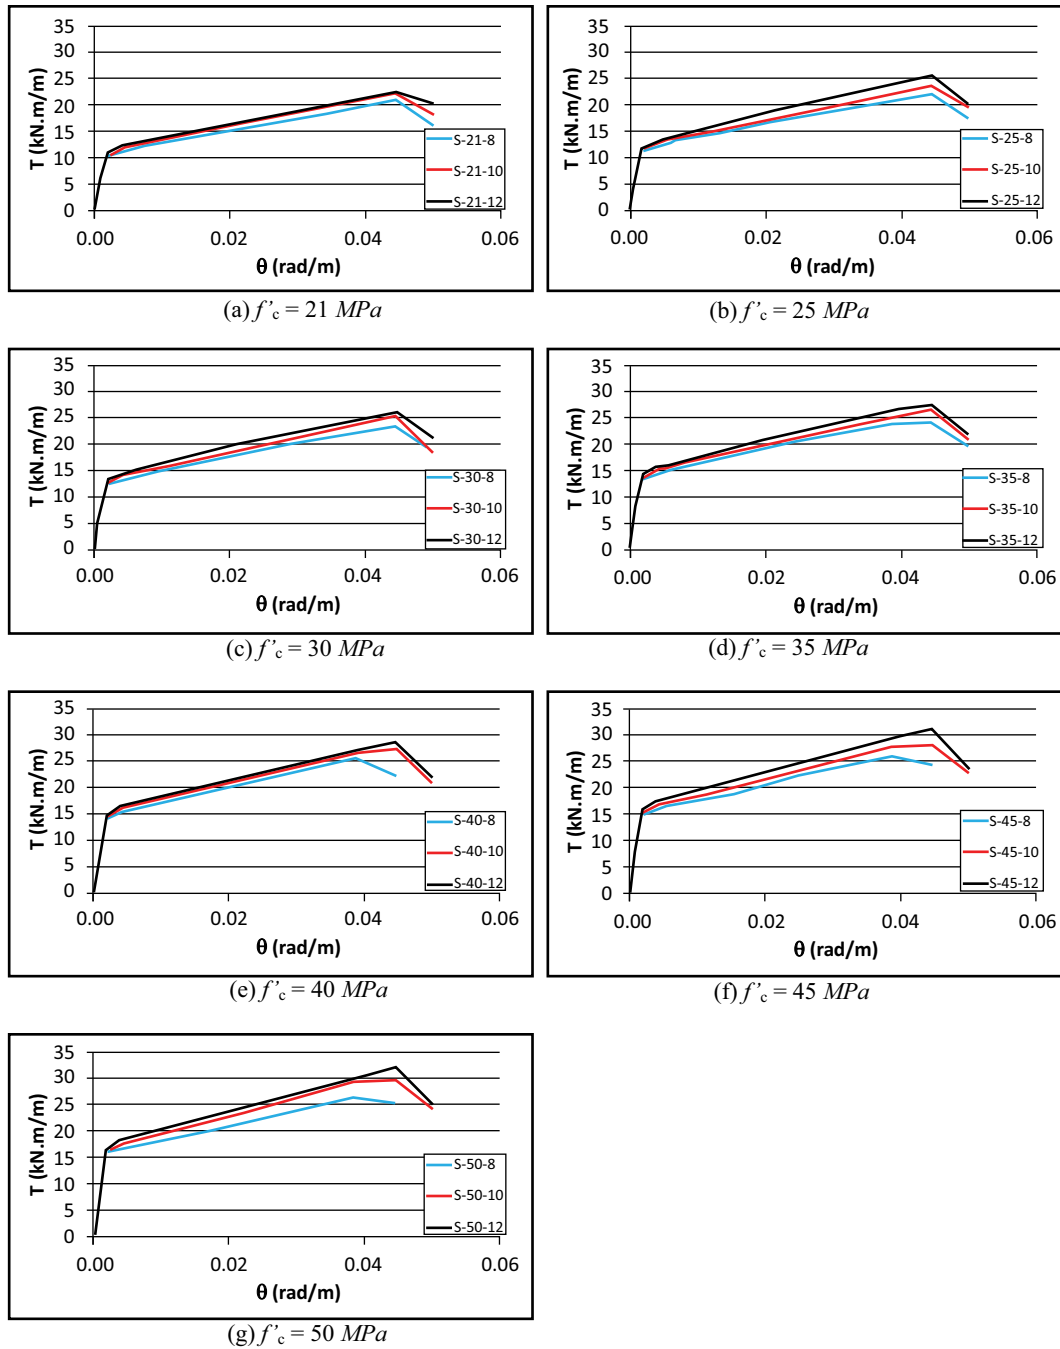 35
30
25
20
15
10
5
0
T (kN.m/m)
S-21-8
S-21-10
S-21-12
0.00 0.02 0.04 0.06
θ (rad/m)
(a) f'c = 21 MPa
35
30
25
20
15
10
5
0
T (kN.m/m)
S-25-8
S-25-10
S-25-12
0.00 0.02 0.04 0.06
θ (rad/m)
(b) f'c = 25 MPa
35
30
25
20
15
10
5
0
T (kN.m/m)
S-30-8
S-30-10
S-30-12
0.00 0.02 0.04 0.06
θ (rad/m)
(c) f'c = 30 MPa
35
30
25
20
15
10
5
0
T (kN.m/m)
S-35-8
S-35-10
S-35-12
0.00 0.02 0.04 0.06
θ (rad/m)
(d) f'c = 35 MPa
35
30
25
20
15
10
5
0
T (kN.m/m)
S-40-8
S-40-10
S-40-12
0.00 0.02 0.04 0.06
θ (rad/m)
(e) f'c = 40 MPa
35
30
25
20
15
10
5
0
T (kN.m/m)
S-45-8
S-45-10
S-45-12
0.00 0.02 0.04 0.06
θ (rad/m)
(f) f'c = 45 MPa
35
30
25
20
15
10
5
0
T (kN.m/m)
S-50-8
S-50-10
S-50-12
0.00 0.02 0.04 0.06
θ (rad/m)
(g) f'c = 50 MPa